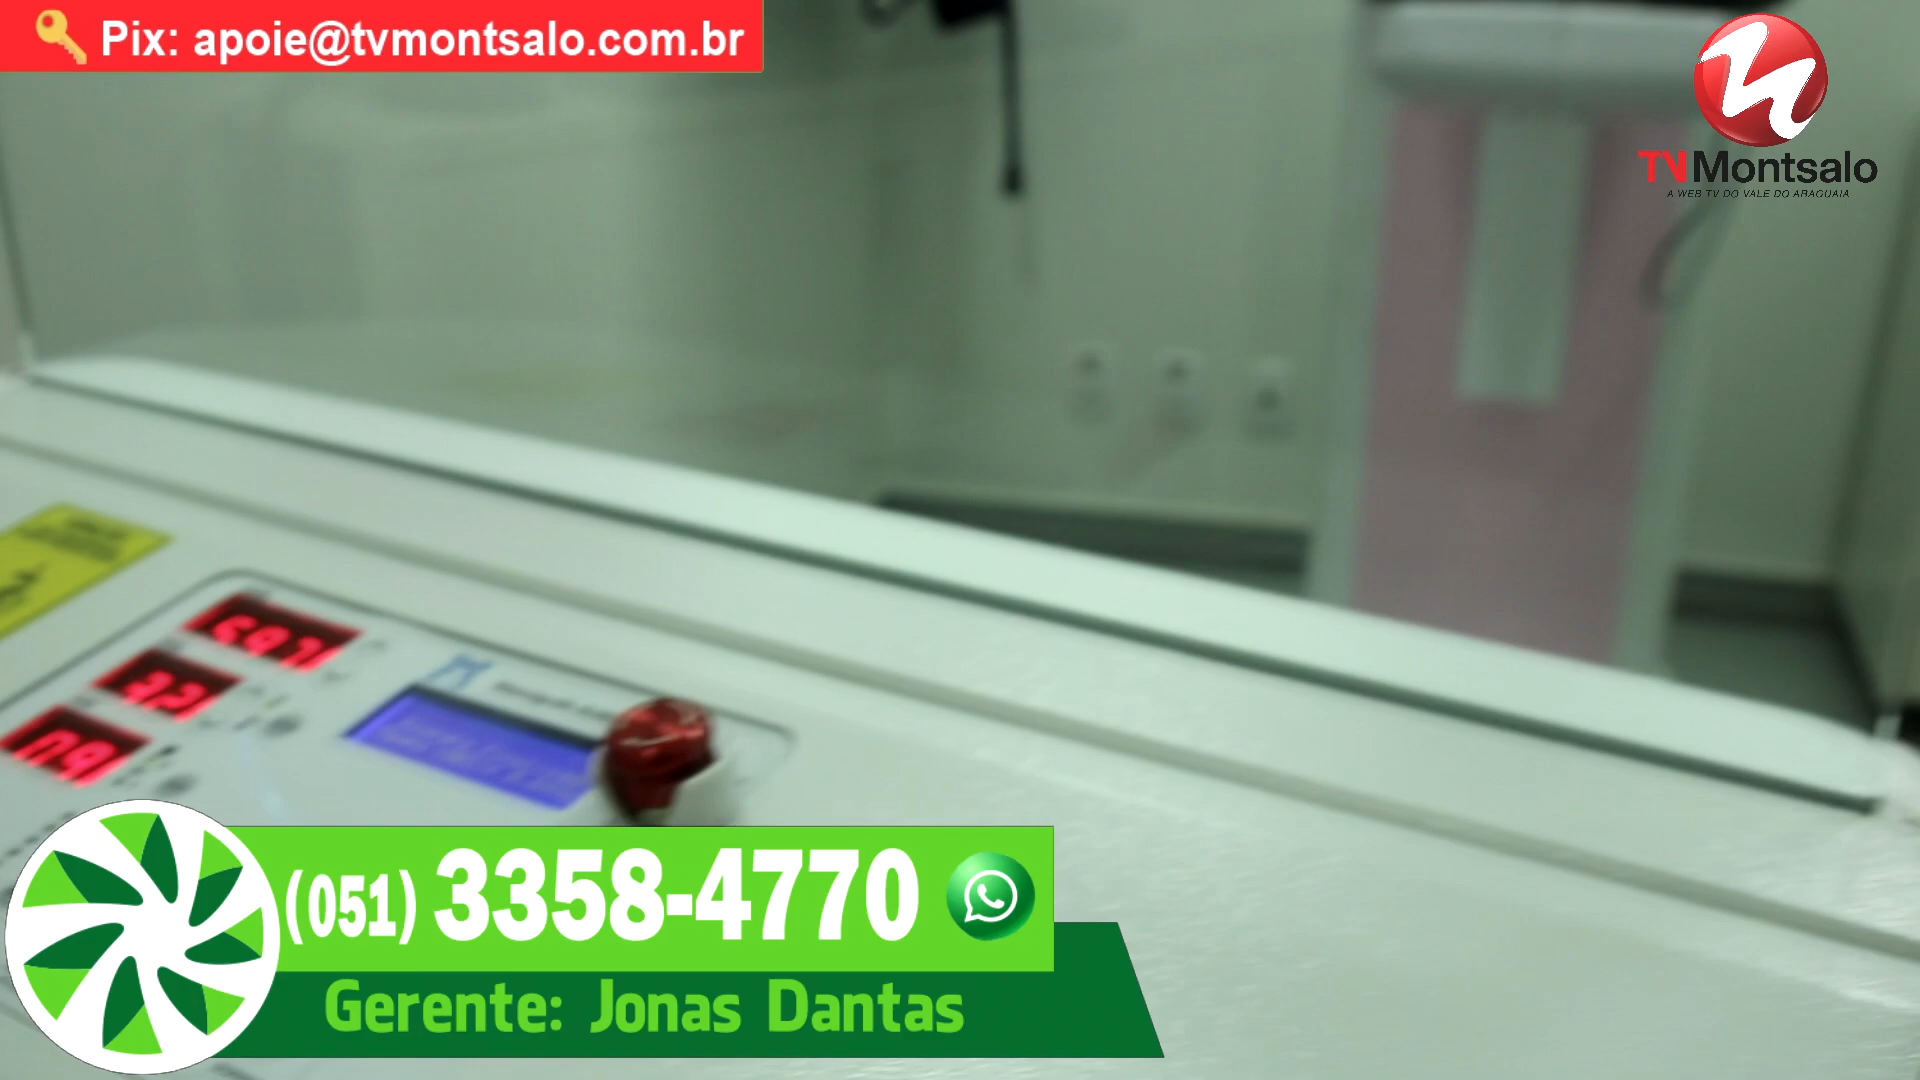 Pix: apoie@tvmontsalo.com.br
TVMontsalo
A WEB TV DO VALE DO ARAGUAIA
(051) 3358-4770
Gerente: Jonas Dantas